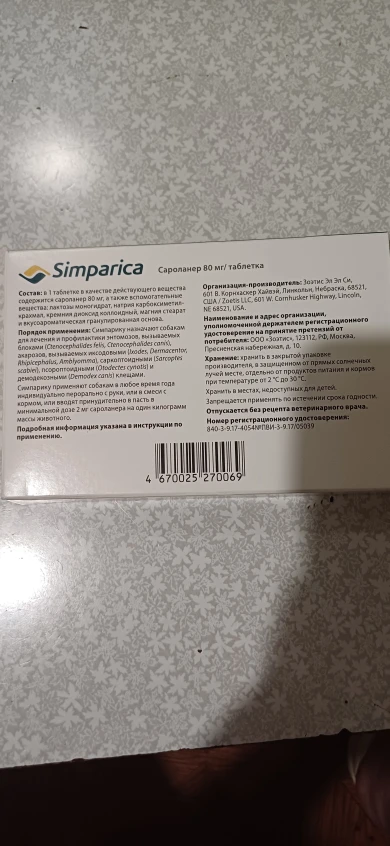 Simparica
Сароланер 80 мг/ таблетка
Состав: в 1 таблетке в качестве действующего вещества
содержится сароланер 80 мг, а также вспомогательные
вещества: лактозы моногидрат, натрия карбоксиметил-
крахмал, кремния диоксид коллоидный, магния стеарат
и вкусоароматическая гранулированная основа.
Порядок применения: Симпарику назначают собакам
для лечения и профилактики энтомозов, вызываемых
блохами (Ctenocephalides felis, Ctenocephalides canis),
акарозов, вызываемых иксодовыми (Ixodes, Dermacentor,
Rhipicephalus, Amblyomma), саркоптоидными (Sarcoptes
scabiei), псороптоидными (Otodectes cynotis) и
демодекозными (Demodex canis) клещами.
Симпарику применяют собакам в любое время года
индивидуально перорально с руки, или в смеси с
кормом, или вводят принудительно в пасть в
минимальной дозе 2 мг сароланера на один килограмм
массы животного.
Подробная информация указана в инструкции по
применению.
Организация-производитель: Зоэтис Эл Эл Си,
601 В. Корнхаскер Хайвэй, Линкольн, Небраска, 68521,
США / Zoetis LLC, 601 W. Cornhusker Highway, Lincoln,
NE 68521, USA.
Наименование и адрес организации,
уполномоченной держателем регистрационного
удостоверения на принятие претензий от
потребителя: ООО «Зоэтис», 123112, РФ, Москва,
Пресненская набережная, д. 10.
Хранение: хранить в закрытой упаковке
производителя, в защищенном от прямых солнечных
лучей месте, отдельно от продуктов питания и кормов
при температуре от 2 °С до 30 °С.
Хранить в местах, недоступных для детей.
Запрещается применять по истечении срока годности.
Отпускается без рецепта ветеринарного врача.
Номер регистрационного удостоверения:
840-3-9.17-4054№ПВИ-3-9.17/05039
4 670025 270069